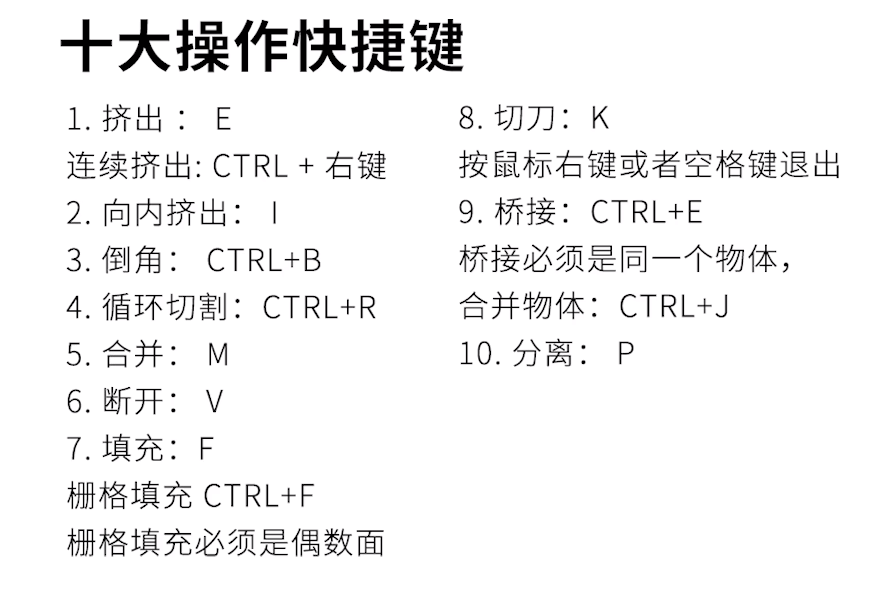 十大操作快捷键
1. 挤出 ： E
连续挤出: CTRL + 右键
2. 向内挤出： I
3. 倒角： CTRL+B
4. 循环切割：CTRL+R
5. 合并： M
6. 断开： V
7. 填充：F
栅格填充 CTRL+F
栅格填充必须是偶数面
8. 切刀：K
按鼠标右键或者空格键退出
9. 桥接：CTRL+E
桥接必须是同一个物体，
合并物体：CTRL+J
10. 分离： P